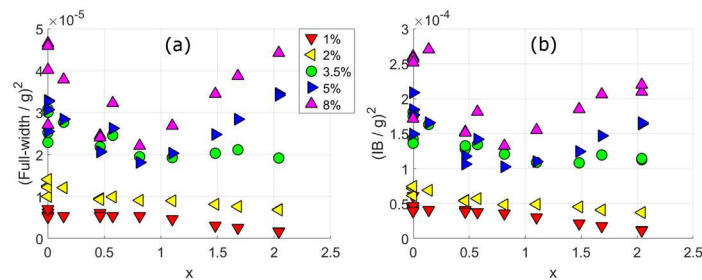 ×10⁻⁵
×10⁻⁴
(a)
(b)
1%
2%
3.5%
5%
8%
(Full-width / g)²
(IB / g)²
5
4
3
2
1
0
3
2.5
2
1.5
1
0.5
0
0 0.5 1 1.5 2 2.5
0 0.5 1 1.5 2 2.5
x
x